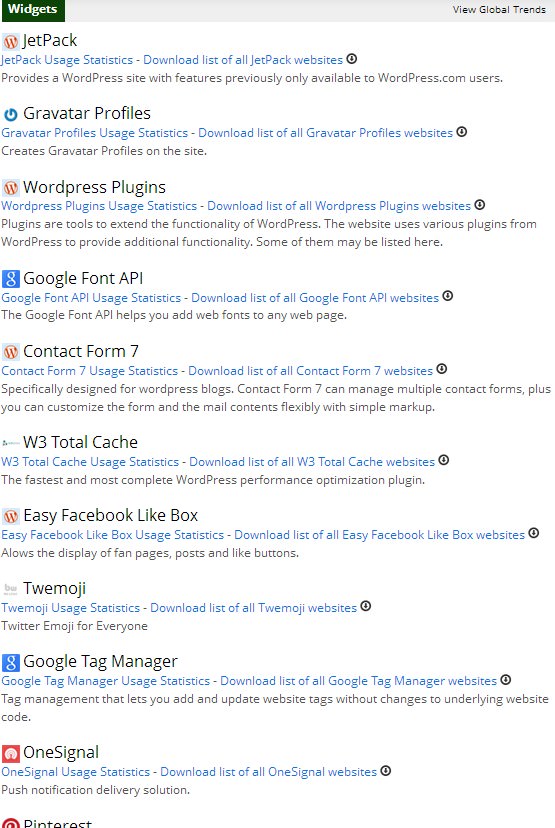 Widgets
View Global Trends
JetPack
JetPack Usage Statistics - Download list of all JetPack websites
Provides a WordPress site with features previously only available to WordPress.com users.
Gravatar Profiles
Gravatar Profiles Usage Statistics - Download list of all Gravatar Profiles websites
Creates Gravatar Profiles on the site.
Wordpress Plugins
Wordpress Plugins Usage Statistics - Download list of all Wordpress Plugins websites
Plugins are tools to extend the functionality of WordPress. The website uses various plugins from
WordPress to provide additional functionality. Some of them may be listed here.
Google Font API
Google Font API Usage Statistics - Download list of all Google Font API websites
The Google Font API helps you add web fonts to any web page.
Contact Form 7
Contact Form 7 Usage Statistics - Download list of all Contact Form 7 websites
Specifically designed for wordpress blogs. Contact Form 7 can manage multiple contact forms, plus
you can customize the form and the mail contents flexibly with simple markup.
W3 Total Cache
W3 Total Cache Usage Statistics - Download list of all W3 Total Cache websites
The fastest and most complete WordPress performance optimization plugin.
Easy Facebook Like Box
Easy Facebook Like Box Usage Statistics - Download list of all Easy Facebook Like Box websites
Alows the display of fan pages, posts and like buttons.
Twemoji
Twemoji Usage Statistics - Download list of all Twemoji websites
Twitter Emoji for Everyone
Google Tag Manager
Google Tag Manager Usage Statistics - Download list of all Google Tag Manager websites
Tag management that lets you add and update website tags without changes to underlying website
code.
OneSignal
OneSignal Usage Statistics - Download list of all OneSignal websites
Push notification delivery solution.
Pinterest